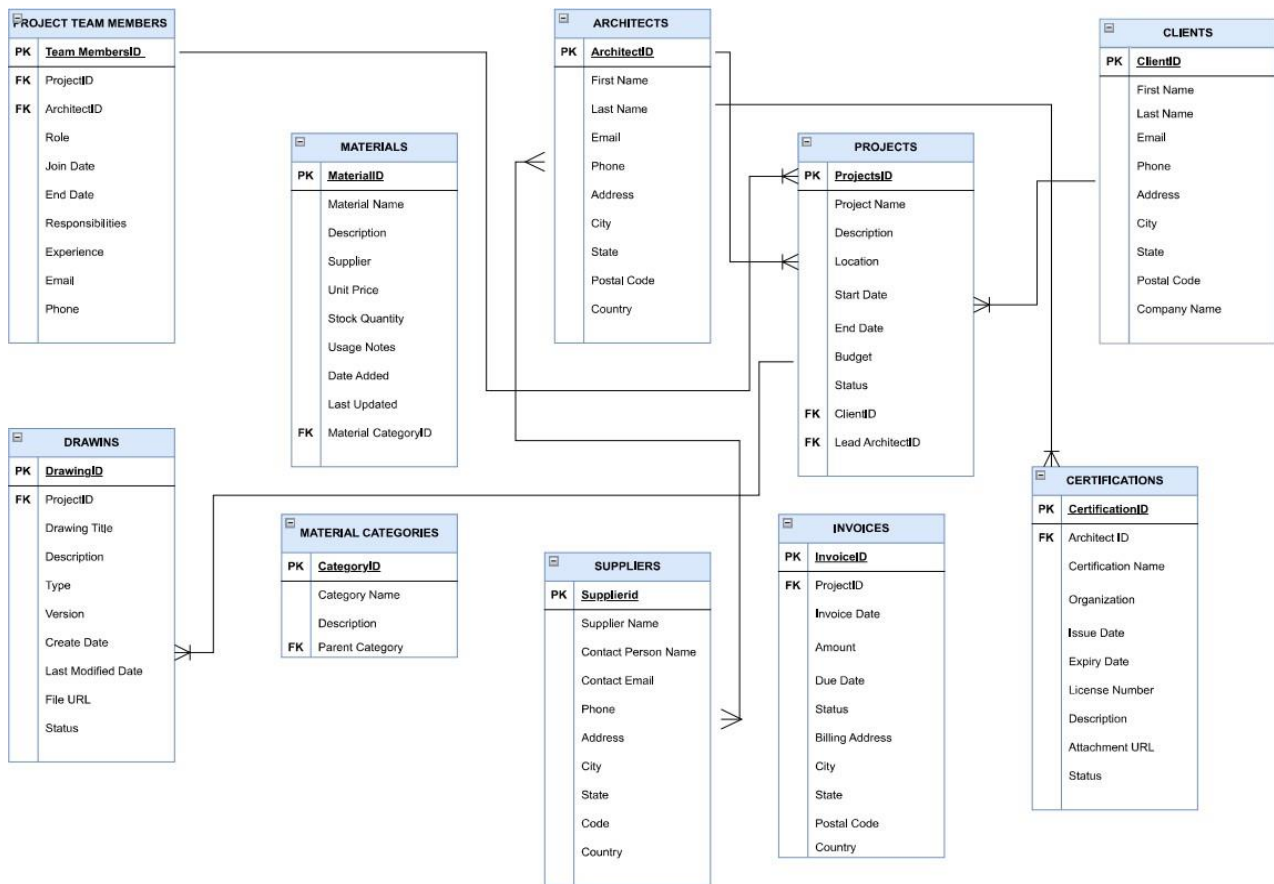 PROJECT TEAM MEMBERS
PK Team MembersID
FK ProjectID
FK ArchitectID
Role
Join Date
End Date
Responsibilities
Experience
Email
Phone
ARCHITECTS
PK ArchitectID
First Name
Last Name
Email
Phone
Address
City
State
Postal Code
Country
CLIENTS
PK ClientID
First Name
Last Name
Email
Phone
Address
City
State
Postal Code
Company Name
MATERIALS
PK MaterialID
Material Name
Description
Supplier
Unit Price
Stock Quantity
Usage Notes
Date Added
Last Updated
FK Material CategoryID
PROJECTS
PK ProjectsID
Project Name
Description
Location
Start Date
End Date
Budget
Status
FK ClientID
FK Lead ArchitectID
DRAWINS
PK DrawingID
FK ProjectID
Drawing Title
Description
Type
Version
Create Date
Last Modified Date
File URL
Status
MATERIAL CATEGORIES
PK CategoryID
Category Name
Description
FK Parent Category
SUPPLIERS
PK Supplierid
Supplier Name
Contact Person Name
Contact Email
Phone
Address
City
State
Code
Country
INVOICES
PK InvoiceID
FK ProjectID
Invoice Date
Amount
Due Date
Status
Billing Address
City
State
Postal Code
Country
CERTIFICATIONS
PK CertificationID
FK Architect ID
Certification Name
Organization
Issue Date
Expiry Date
License Number
Description
Attachment URL
Status